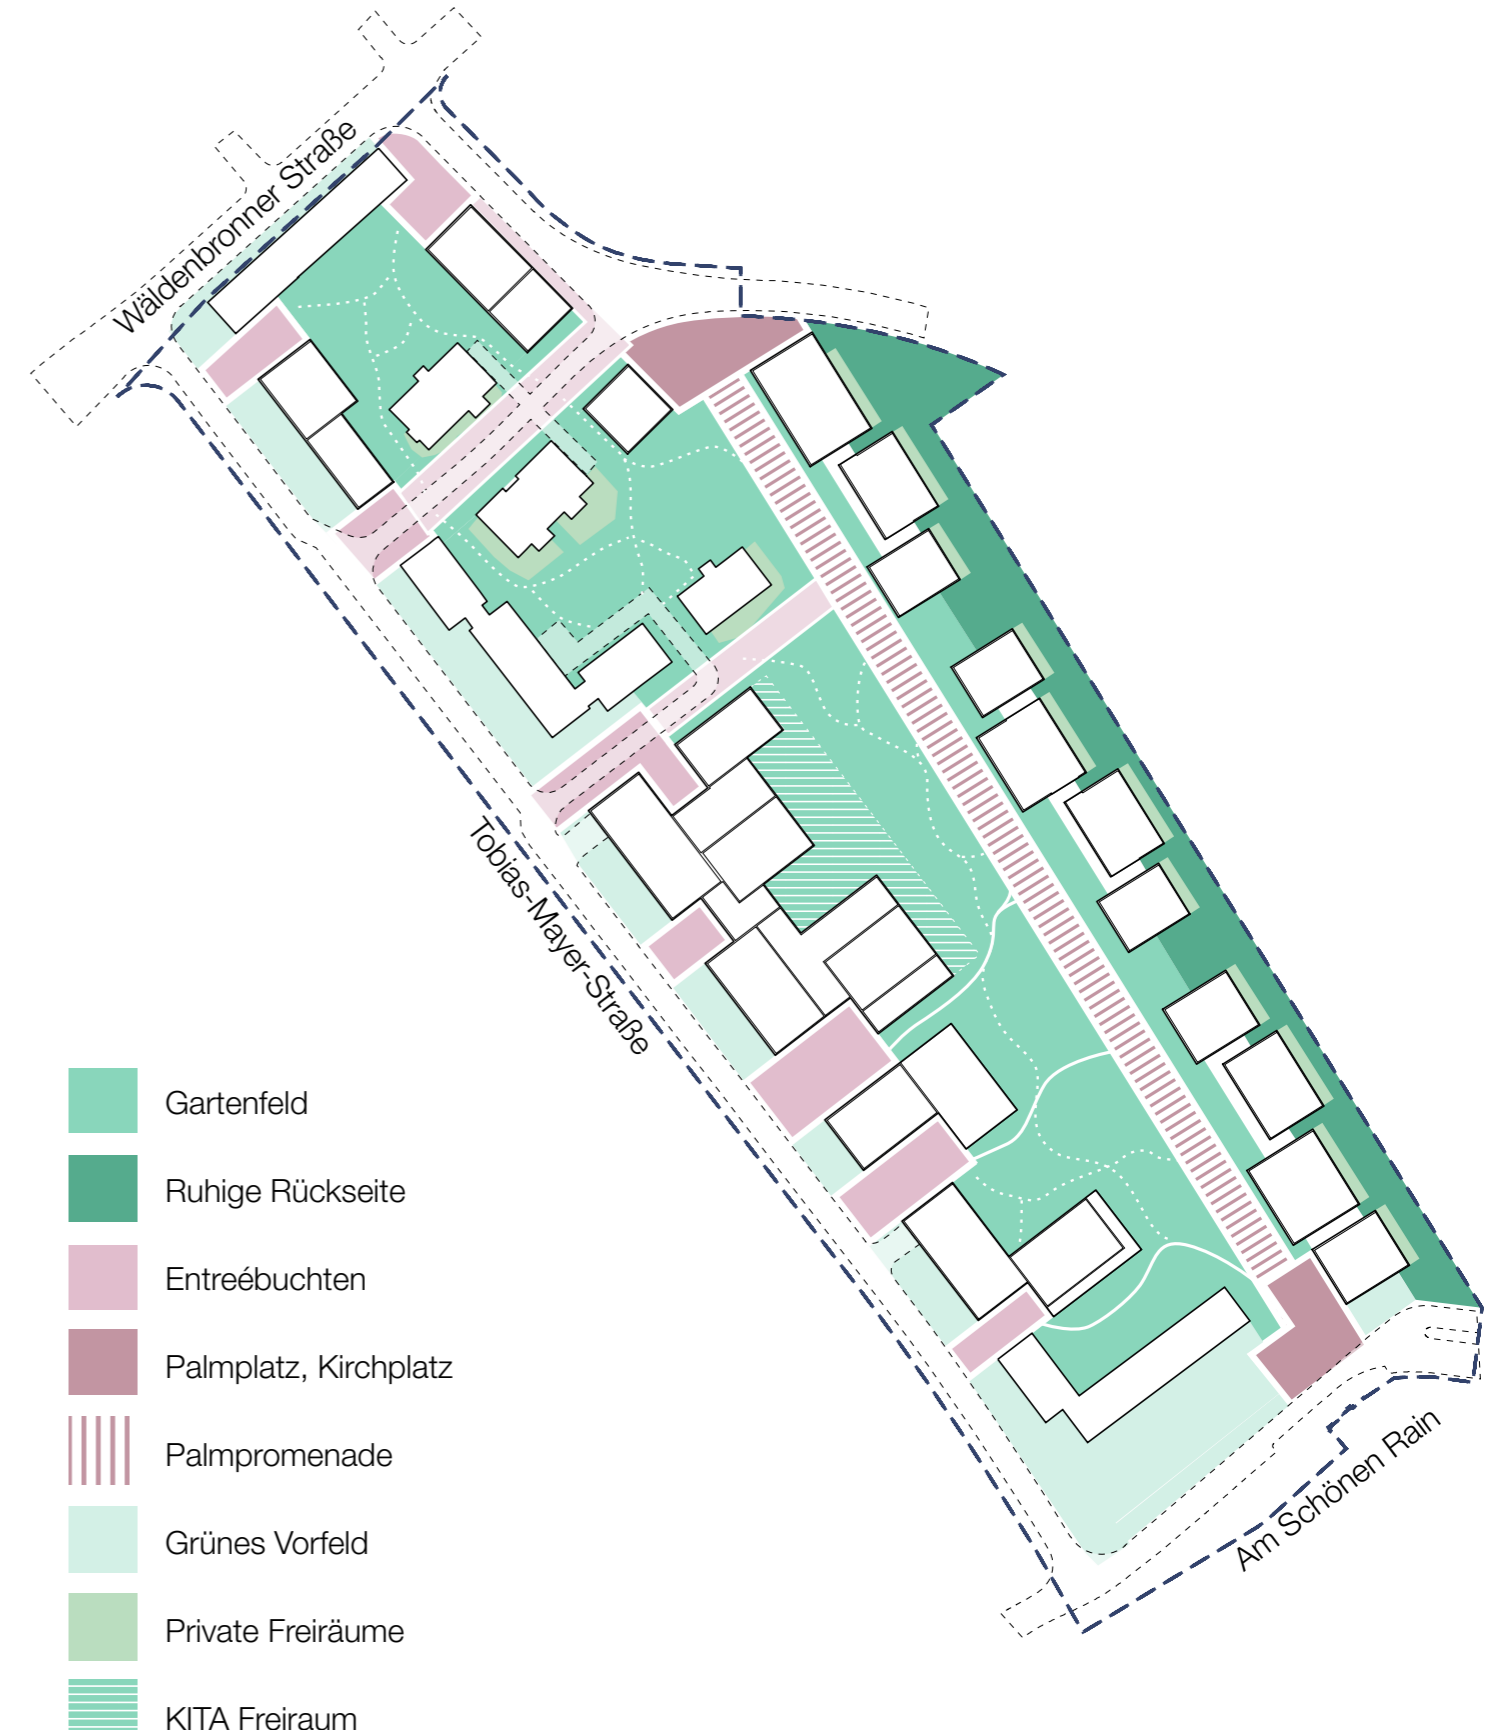 Wäldenbronner Straße
Tobias-Mayer-Straße
Am Schönen Rain
Gartenfeld
Ruhige Rückseite
Entreébuchten
Palmplatz, Kirchplatz
Palmpromenade
Grünes Vorfeld
Private Freiräume
KITA Freiraum